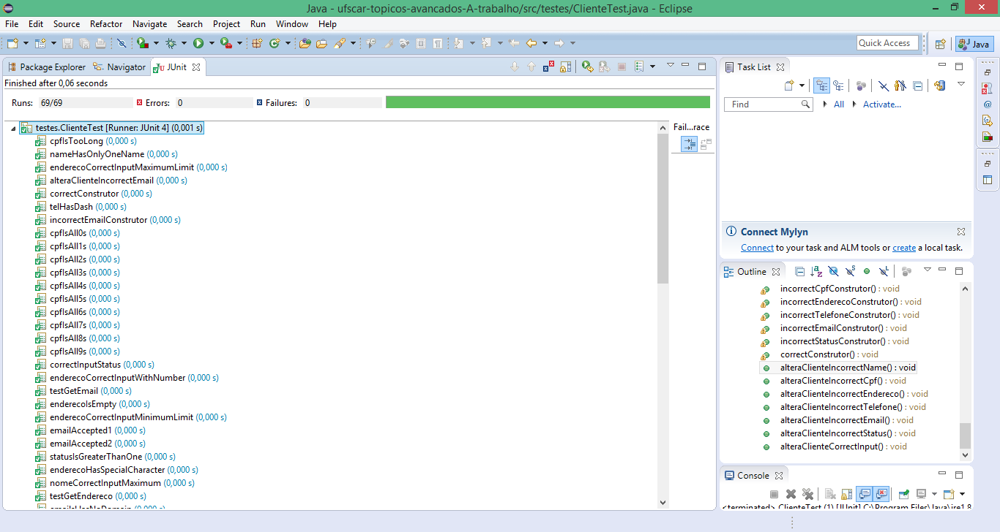 Java - ufscar-topicos-avancados-A-trabalho/src/testes/ClienteTest.java - Eclipse
File Edit Source Refactor Navigate Search Project Run Window Help
Quick Access
Java
Package Explorer
Navigator
JUnit
Finished after 0,06 seconds
Runs: 69/69
Errors: 0
Failures: 0
testes.ClienteTest [Runner: JUnit 4] (0,001 s)
cpfIsTooLong (0,000 s)
nameHasOnlyOneName (0,000 s)
enderecoCorrectInputMaximumLimit (0,000 s)
alteraClienteIncorrectEmail (0,000 s)
correctConstrutor (0,000 s)
telHasDash (0,000 s)
incorrectEmailConstrutor (0,000 s)
cpfIsAll0s (0,000 s)
cpfIsAll1s (0,000 s)
cpfIsAll2s (0,000 s)
cpfIsAll3s (0,000 s)
cpfIsAll4s (0,000 s)
cpfIsAll5s (0,000 s)
cpfIsAll6s (0,000 s)
cpfIsAll7s (0,000 s)
cpfIsAll8s (0,000 s)
cpfIsAll9s (0,000 s)
correctInputStatus (0,000 s)
enderecoCorrectInputWithNumber (0,000 s)
testGetEmail (0,000 s)
enderecoIsEmpty (0,000 s)
enderecoCorrectInputMinimumLimit (0,000 s)
emailAccepted1 (0,000 s)
emailAccepted2 (0,000 s)
statusIsGreaterThanOne (0,000 s)
enderecoHasSpecialCharacter (0,000 s)
nomeCorrectInputMaximum (0,000 s)
testGetEndereco (0,000 s)
emailsHasNoDomain (0,000 s)
Fail...race
Task List
Find
All
Activate...
Connect Mylyn
Connect to your task and ALM tools or create a local task.
Outline
incorrectCpfConstrutor() : void
incorrectEnderecoConstrutor() : void
incorrectTelefoneConstrutor() : void
incorrectEmailConstrutor() : void
incorrectStatusConstrutor() : void
correctConstrutor() : void
alteraClienteIncorrectName() : void
alteraClienteIncorrectCpf() : void
alteraClienteIncorrectEndereco() : void
alteraClienteIncorrectTelefone() : void
alteraClienteIncorrectEmail() : void
alteraClienteIncorrectStatus() : void
alteraClienteCorrectInput() : void
Console
<terminated> ClienteTest (1) [JUnit] C:\Program Files\Java\jre1.8